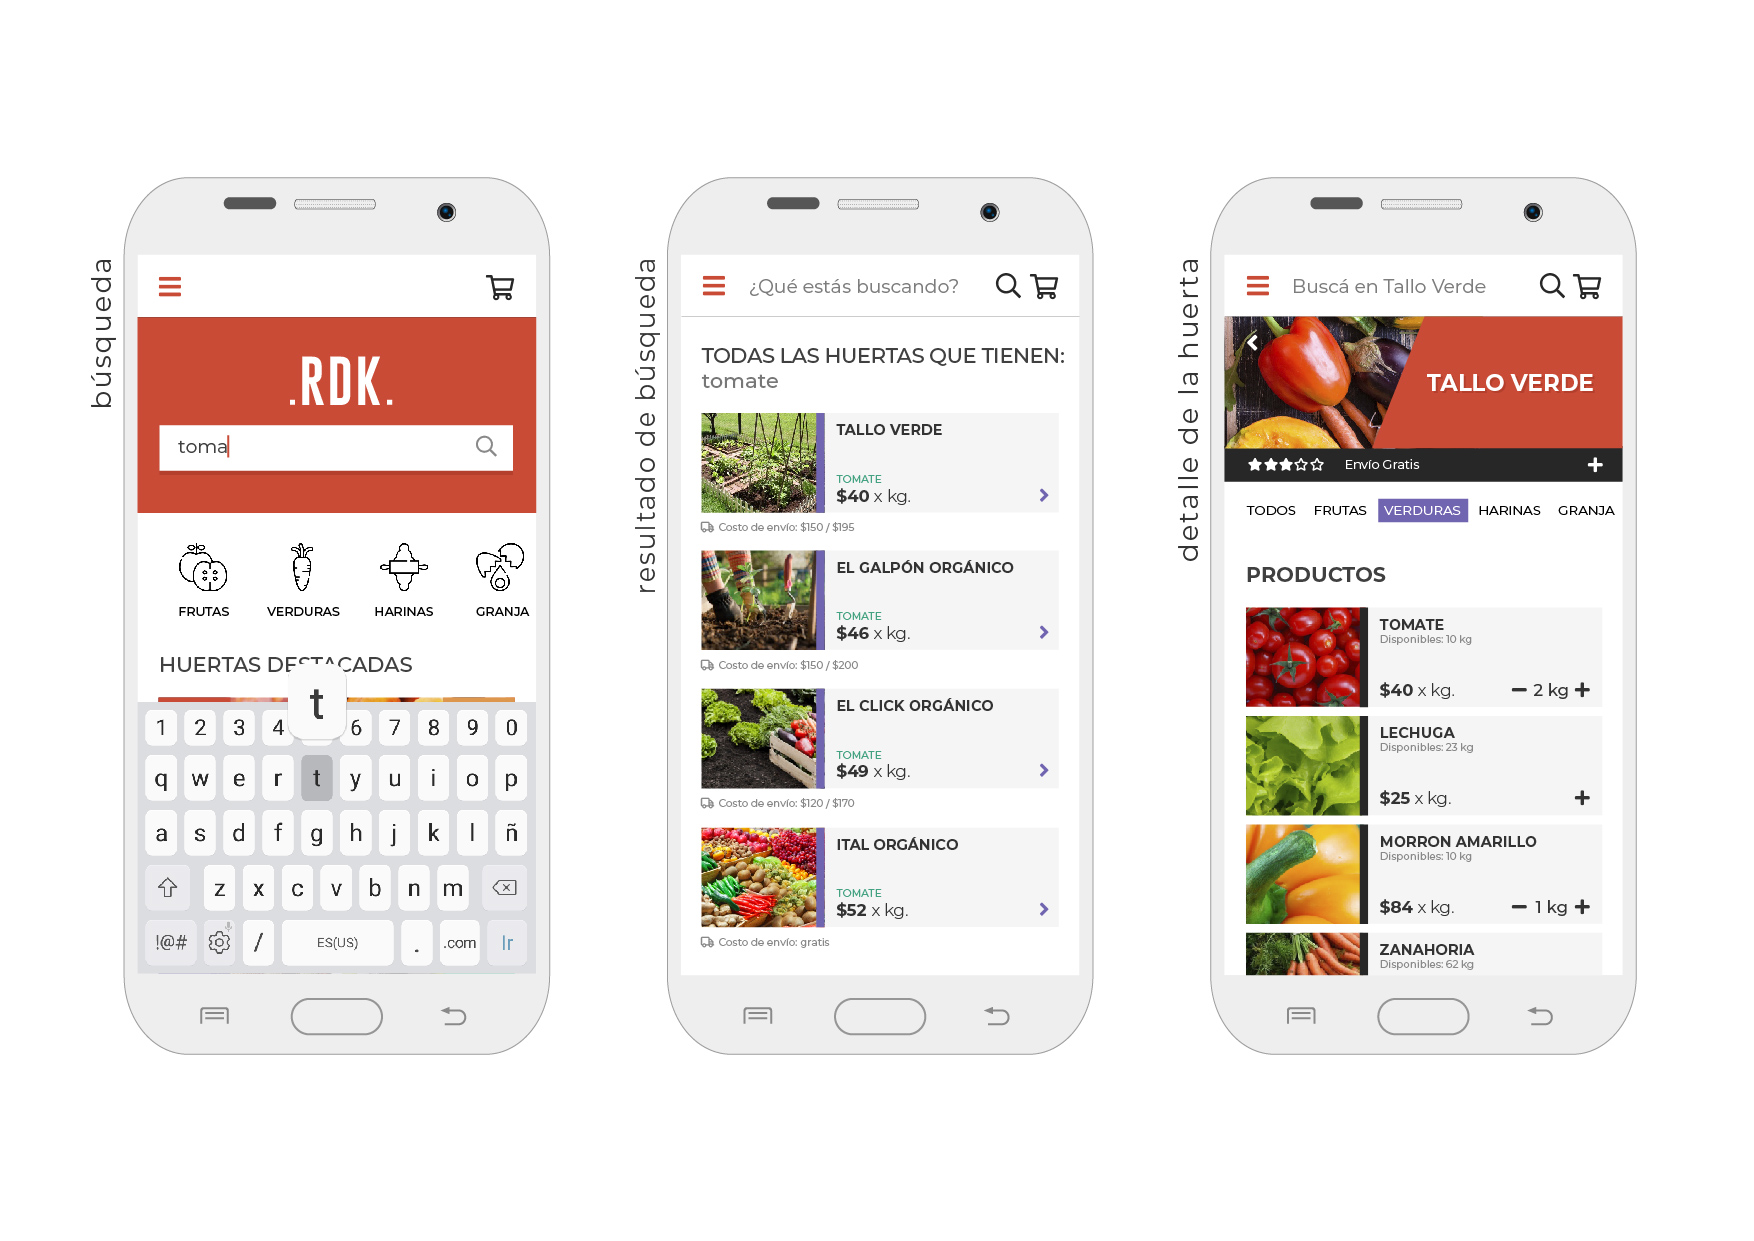 búsqueda
.RDK.
toma
FRUTAS VERDURAS HARINAS GRANJA
HUERTAS DESTACADAS
t
1 2 3 4 6 7 8 9 0
q w e r t y u i o p
a s d f g h j k l ñ
z x c v b n m
!@# / ES(US) . .com Ir
resultado de búsqueda
¿Qué estás buscando?
TODAS LAS HUERTAS QUE TIENEN:
tomate
TALLO VERDE
TOMATE
$40 x kg.
Costo de envío: $150 / $195
EL GALPÓN ORGÁNICO
TOMATE
$46 x kg.
Costo de envío: $150 / $200
EL CLICK ORGÁNICO
TOMATE
$49 x kg.
Costo de envío: $120 / $170
ITAL ORGÁNICO
TOMATE
$52 x kg.
Costo de envío: gratis
detalle de la huerta
Buscá en Tallo Verde
TALLO VERDE
Envío Gratis
TODOS FRUTAS VERDURAS HARINAS GRANJA
PRODUCTOS
TOMATE
Disponibles: 10 kg
$40 x kg. 2 kg
LECHUGA
Disponibles: 23 kg
$25 x kg.
MORRON AMARILLO
Disponibles: 10 kg
$84 x kg. 1 kg
ZANAHORIA
Disponibles: 62 kg